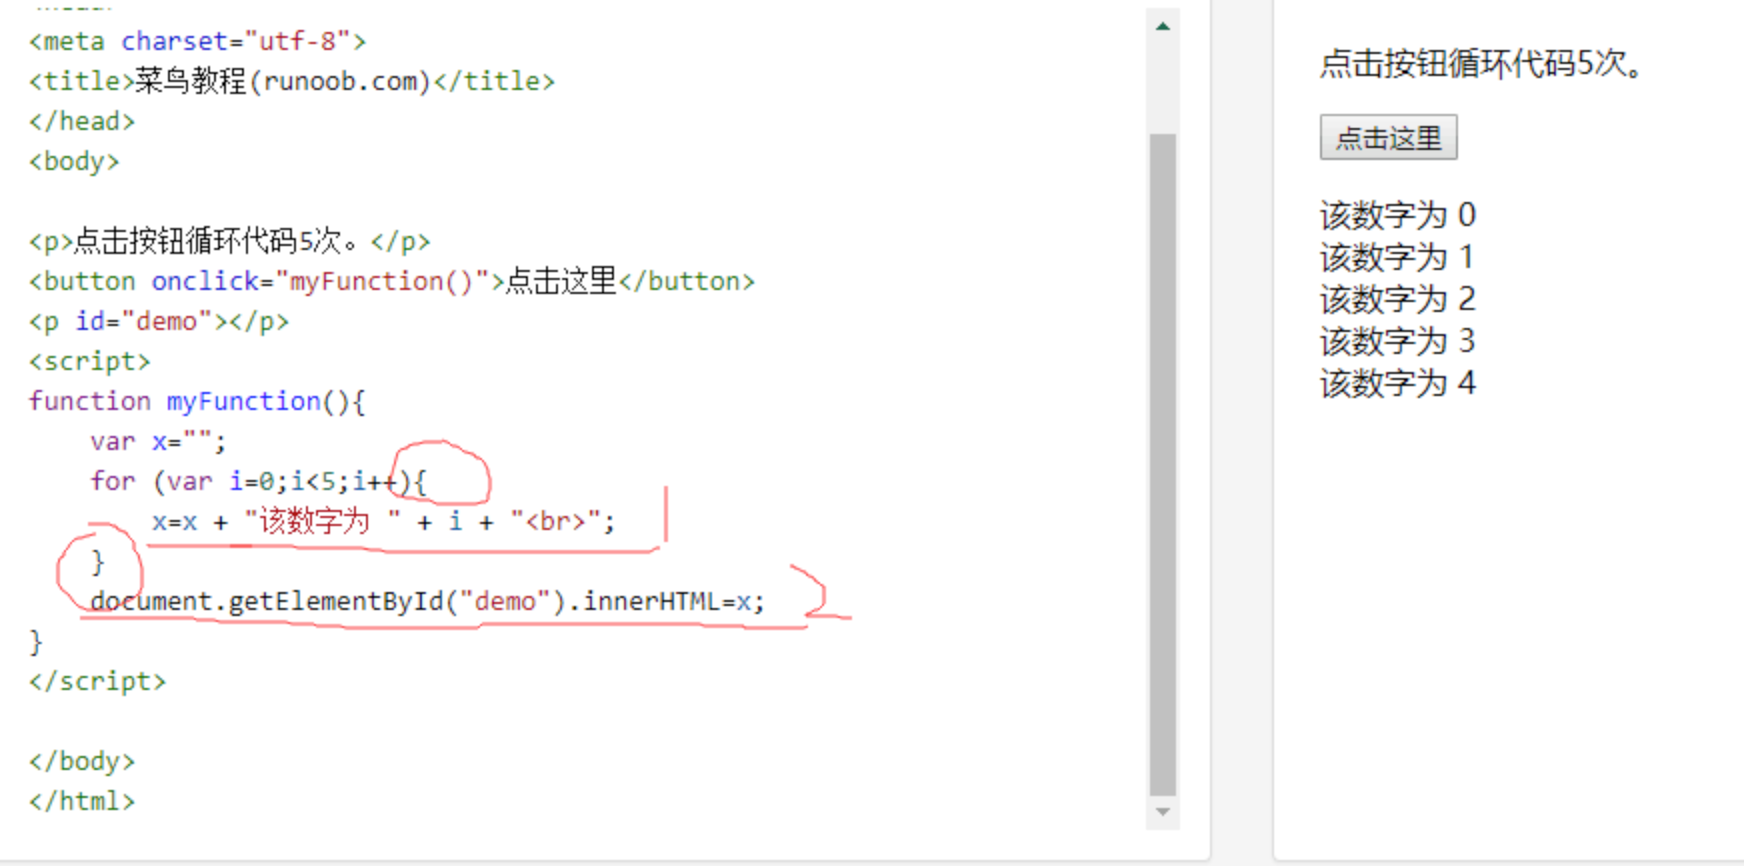 <meta charset="utf-8">
<title>菜鸟教程(runoob.com)</title>
</head>
<body>
<p>点击按钮循环代码5次。</p>
<button onclick="myFunction()">点击这里</button>
<p id="demo"></p>
<script>
function myFunction(){
    var x="";
    for (var i=0;i<5;i++){
        x=x + "该数字为 " + i + "<br>";
    }
    document.getElementById("demo").innerHTML=x;
}
</script>
</body>
</html>
点击按钮循环代码5次。
点击这里
该数字为 0
该数字为 1
该数字为 2
该数字为 3
该数字为 4